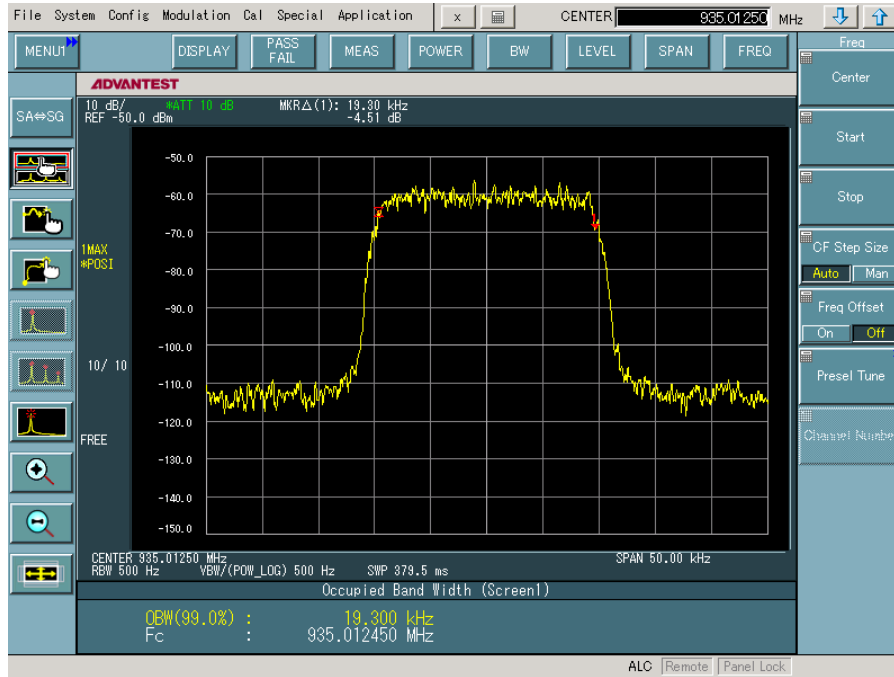 File System Config Modulation Cal Special Application x CENTER 935.01250 MHz
MENU1 DISPLAY PASS FAIL MEAS POWER BW LEVEL SPAN FREQ Freq
ADVANTEST
Center
10 dB/ *ATT 10 dB MKR△(1): 19.30 kHz
REF -50.0 dBm -4.51 dB
SA⇔SG
Start
-50.0
-60.0
Stop
-70.0
1MAX
*POSI
CF Step Size
Auto Man
-80.0
-90.0
Freq Offset
On Off
-100.0
10/ 10
Presel Tune
-110.0
-120.0
FREE
Channel Numbe
-130.0
-140.0
-150.0
CENTER 935.01250 MHz SPAN 50.00 kHz
RBW 500 Hz VBW/(POW_LOG) 500 Hz SWP 379.5 ms
Occupied Band Width (Screen1)
OBW(99.0%) : 19.300 kHz
Fc : 935.012450 MHz
ALC Remote Panel Lock